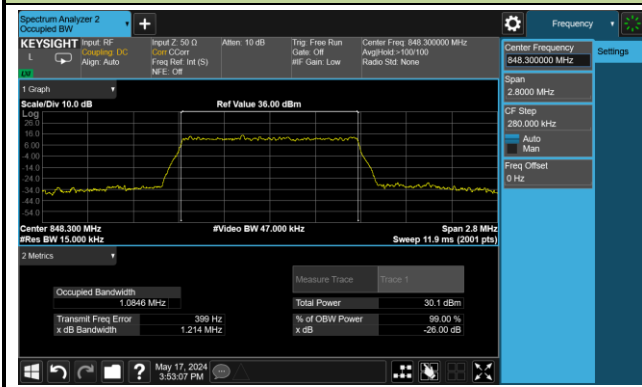 Spectrum Analyzer 2
Occupied BW
+
Frequency
KEYSIGHT Input: RF
Coupling: DC
Align: Auto
Input Z: 50 Ω
Corr CCorr
Freq Ref: Int (S)
NFE: Off
Atten: 10 dB
Trig: Free Run
Gate: Off
#IF Gain: Low
Center Freq: 848.300000 MHz
Avg|Hold:>100/100
Radio Std: None
L
LXI
Center Frequency
848.300000 MHz
Settings
Span
2.8000 MHz
CF Step
280.000 kHz
Auto
Man
Freq Offset
0 Hz
1 Graph
Scale/Div 10.0 dB
Ref Value 36.00 dBm
Log
26.0
16.0
6.00
-4.00
-14.0
-24.0
-34.0
-44.0
-54.0
Center 848.300 MHz
#Video BW 47.000 kHz
Span 2.8 MHz
#Res BW 15.000 kHz
Sweep 11.9 ms (2001 pts)
2 Metrics
Measure Trace
Trace 1
Occupied Bandwidth
1.0846 MHz
Total Power 30.1 dBm
Transmit Freq Error 399 Hz
% of OBW Power 99.00 %
x dB Bandwidth 1.214 MHz
x dB -26.00 dB
?
May 17, 2024
3:53:07 PM